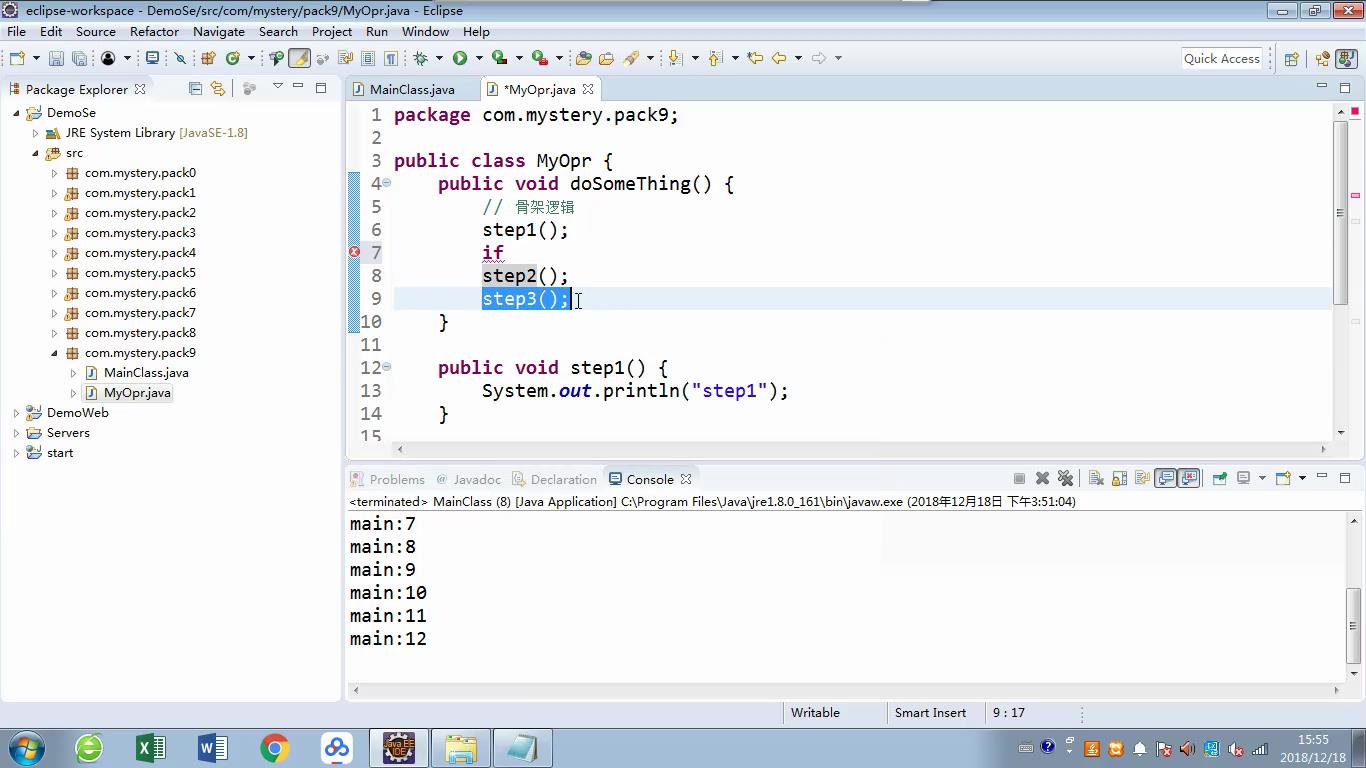 eclipse-workspace - DemoSe/src/com/mystery/pack9/MyOpr.java - Eclipse
File Edit Source Refactor Navigate Search Project Run Window Help
Quick Access
Package Explorer
MainClass.java
*MyOpr.java
DemoSe
JRE System Library [JavaSE-1.8]
src
com.mystery.pack0
com.mystery.pack1
com.mystery.pack2
com.mystery.pack3
com.mystery.pack4
com.mystery.pack5
com.mystery.pack6
com.mystery.pack7
com.mystery.pack8
com.mystery.pack9
MainClass.java
MyOpr.java
DemoWeb
Servers
start
1 package com.mystery.pack9;
2
3 public class MyOpr {
4 public void doSomeThing() {
5 // 骨架逻辑
6 step1();
7 if
8 step2();
9 step3();
10 }
11
12 public void step1() {
13 System.out.println("step1");
14 }
15
Problems @ Javadoc Declaration Console
<terminated> MainClass (8) [Java Application] C:\Program Files\Java\jre1.8.0_161\bin\javaw.exe (2018年12月18日 下午3:51:04)
main:7
main:8
main:9
main:10
main:11
main:12
Writable Smart Insert 9 : 17
Java EE IDE
15:55
2018/12/18